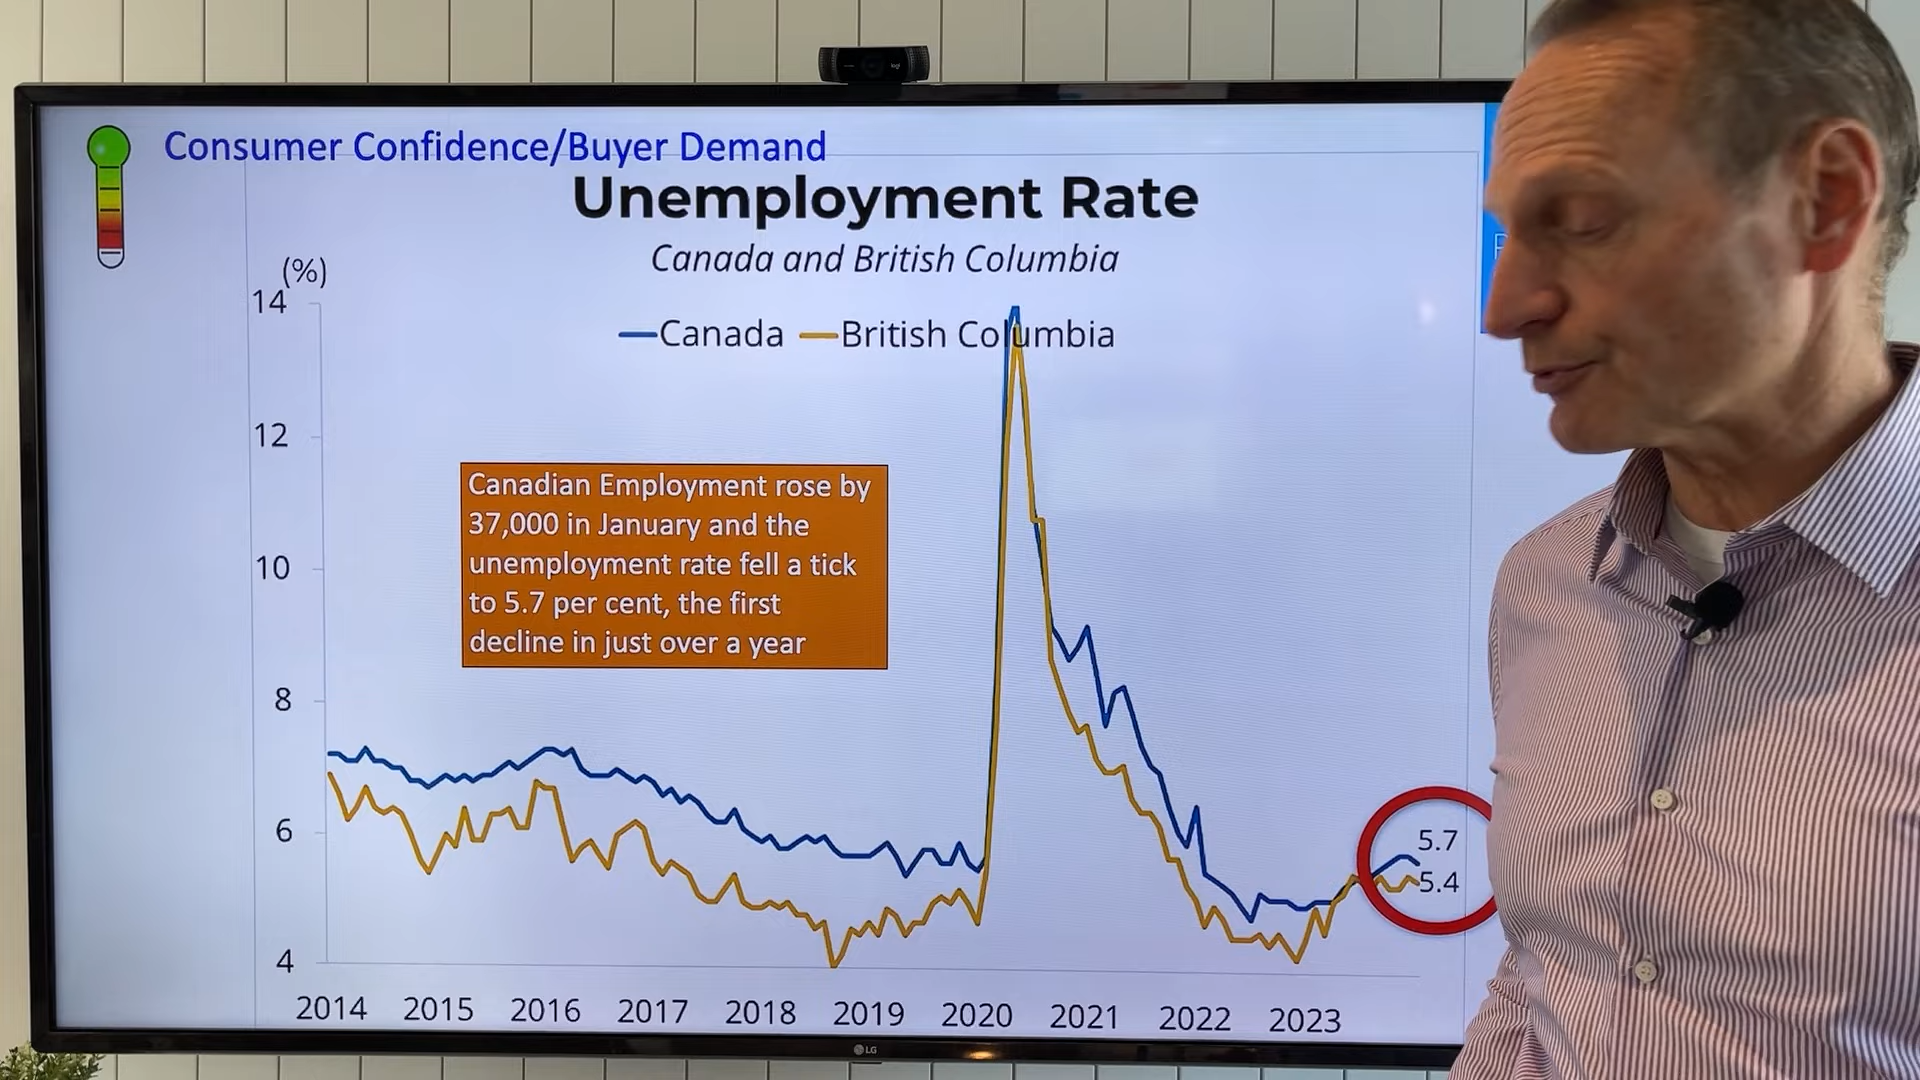 logi
Consumer Confidence/Buyer Demand
Unemployment Rate
Canada and British Columbia
(%)
14
Canada British Columbia
12
Canadian Employment rose by
37,000 in January and the
unemployment rate fell a tick
to 5.7 per cent, the first
decline in just over a year
10
8
6
5.7
5.4
4
2014 2015 2016 2017 2018 2019 2020 2021 2022 2023
LG